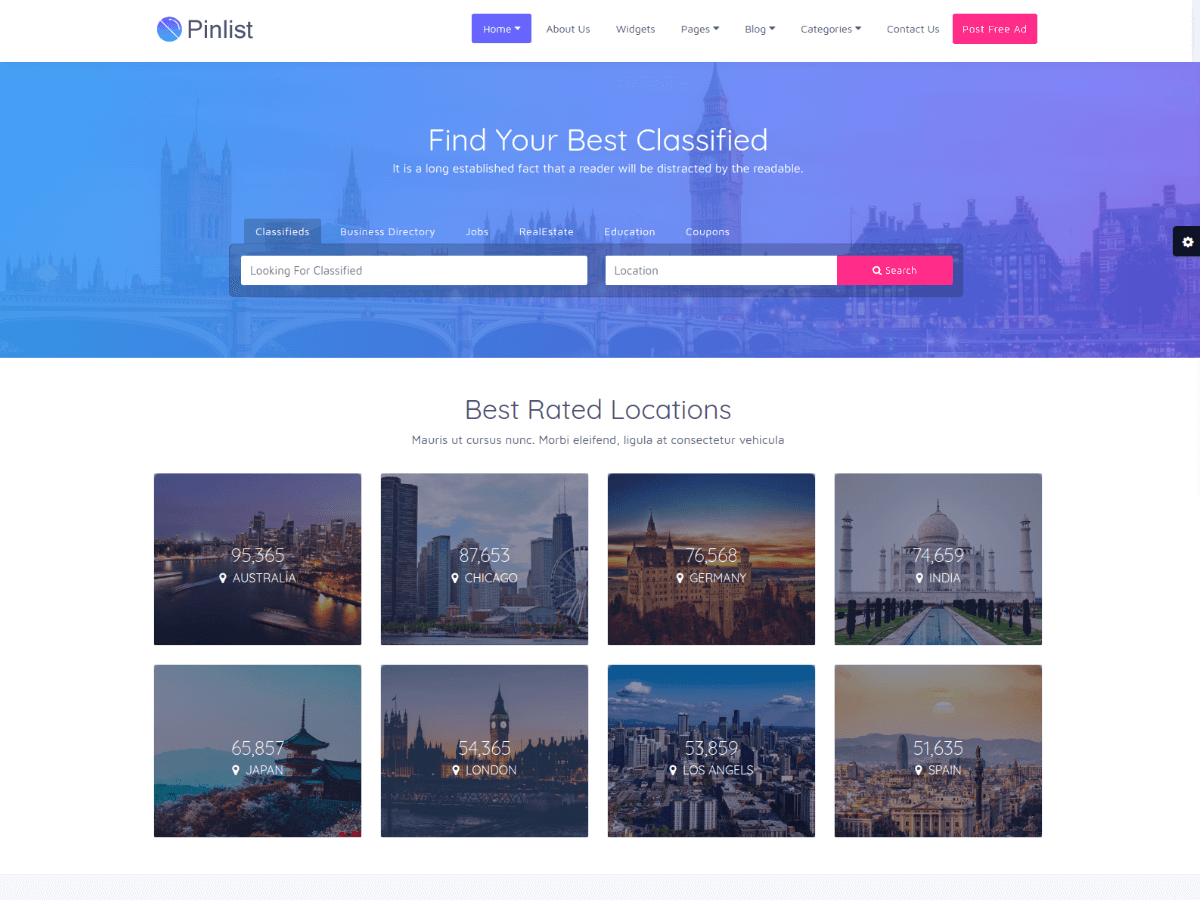 Pinlist
Home About Us Widgets Pages Blog Categories Contact Us Post Free Ad
Find Your Best Classified
It is a long established fact that a reader will be distracted by the readable.
Classifieds Business Directory Jobs RealEstate Education Coupons
Looking For Classified Location Search
Best Rated Locations
Mauris ut cursus nunc. Morbi eleifend, ligula at consectetur vehicula
95,365 87,653 76,568 74,659
AUSTRALIA CHICAGO GERMANY INDIA
65,857 54,365 53,859 51,635
JAPAN LONDON LOS ANGELS SPAIN